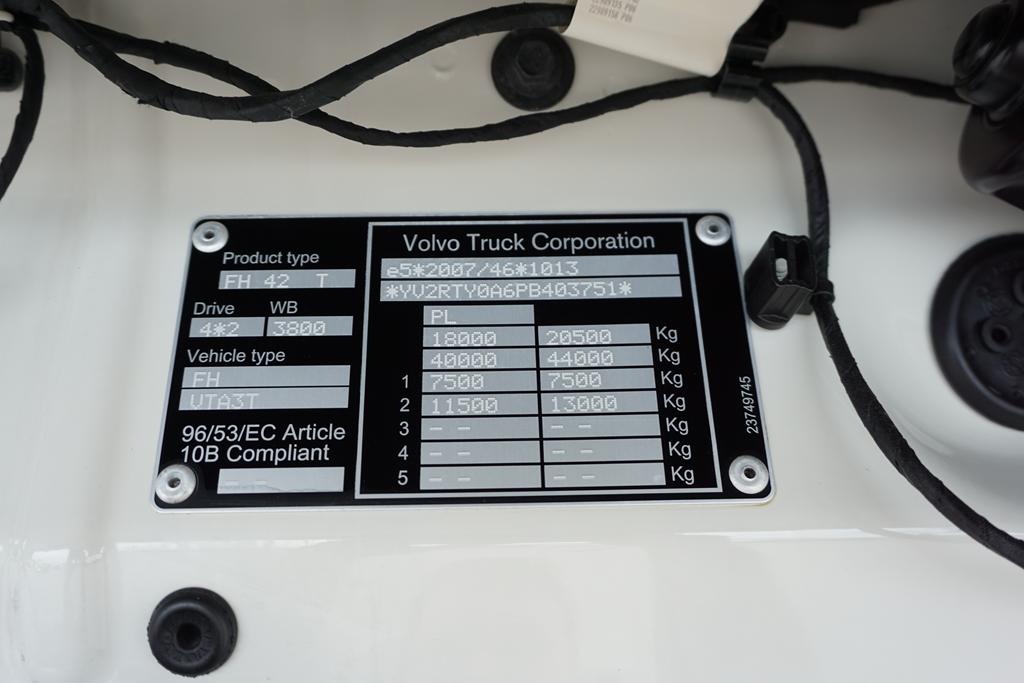 22989158 P06
Product type
FH 42 T
Drive WB
4*2 3800
Vehicle type
FH
VTA3T
96/53/EC Article
10B Compliant
- -
Volvo Truck Corporation
e5*2007/46*1013
*YV2RTY0A6PB403751*
PL
18000 20500 Kg
40000 44000 Kg
1 7500 7500 Kg
2 11500 13000 Kg
3 - - - - Kg
4 - - - - Kg
5 - - - - Kg
23749745